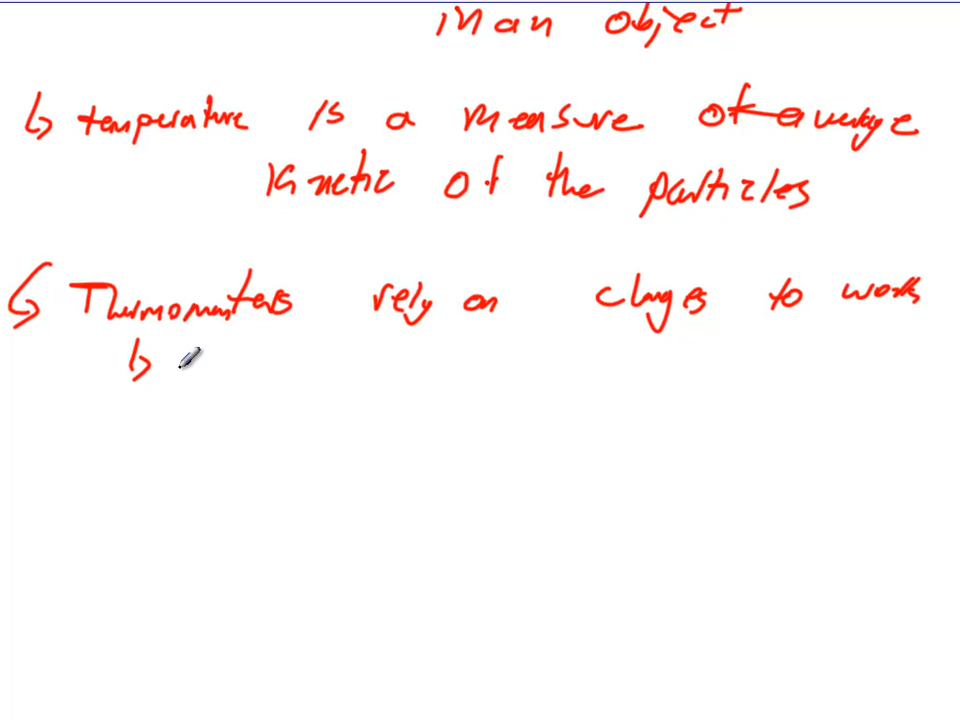 in an object
↳ temperature is a measure of average
kinetic of the particles
↳ Thermometers rely on changes to work
↳